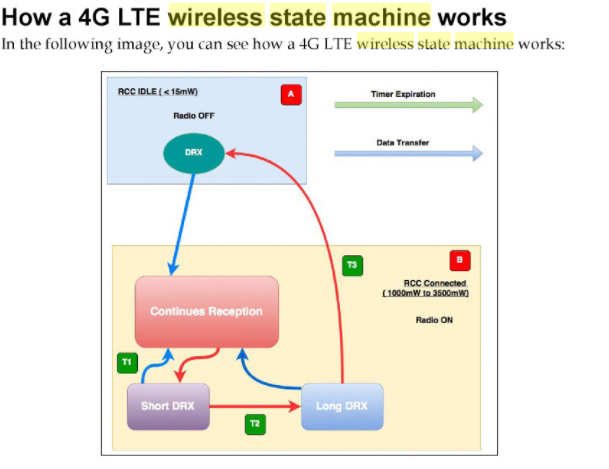 How a 4G LTE wireless state machine works
In the following image, you can see how a 4G LTE wireless state machine works:
RCC IDLE ( < 15mW)
A
Radio OFF
DRX
Timer Expiration
Data Transfer
B
T3
RCC Connected
( 1000mW to 3500mW)
Radio ON
Continues Reception
T1
Short DRX
Long DRX
T2